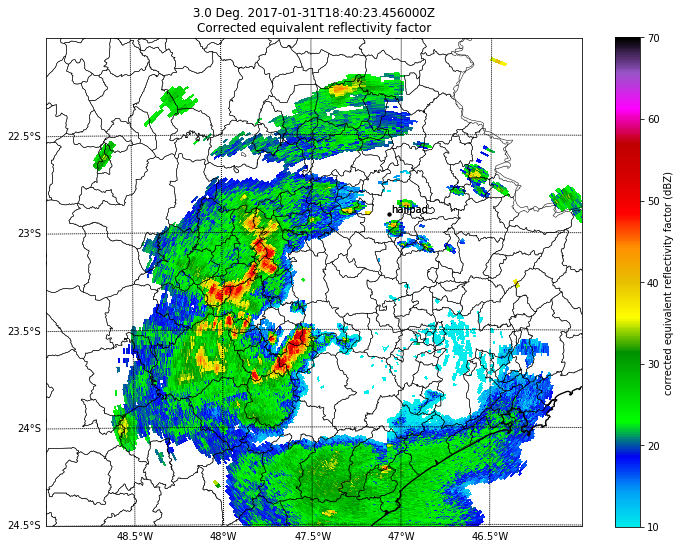 3.0 Deg. 2017-01-31T18:40:23.456000Z
Corrected equivalent reflectivity factor
70
60
50
40
30
20
10
corrected equivalent reflectivity factor (dBZ)
22.5°S
23°S
23.5°S
24°S
24.5°S
48.5°W
48°W
47.5°W
47°W
46.5°W